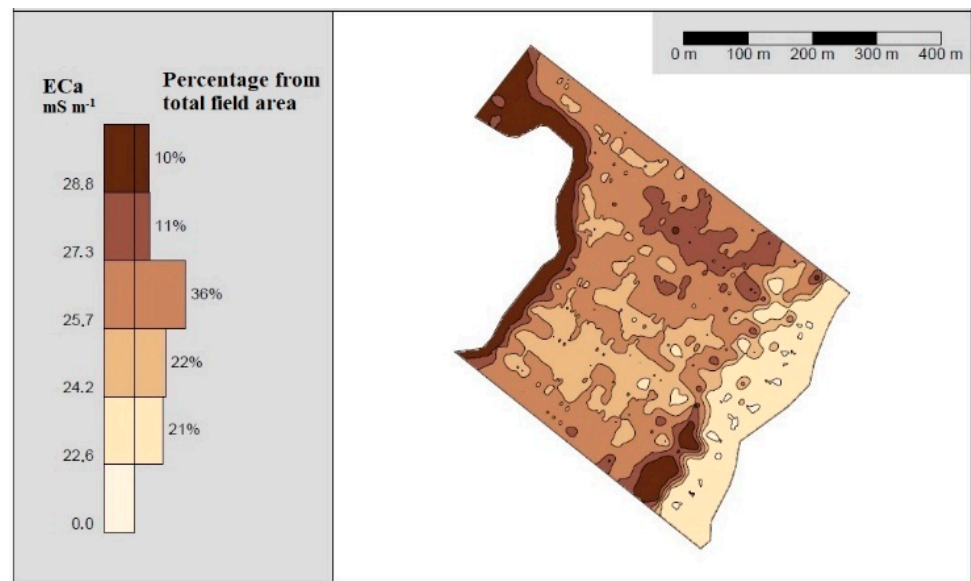 ECa
mS m⁻¹
Percentage from
total field area
10%
28,8
11%
27.3
36%
25,7
22%
24,2
21%
22,6
0.0
0 m 100 m 200 m 300 m 400 m